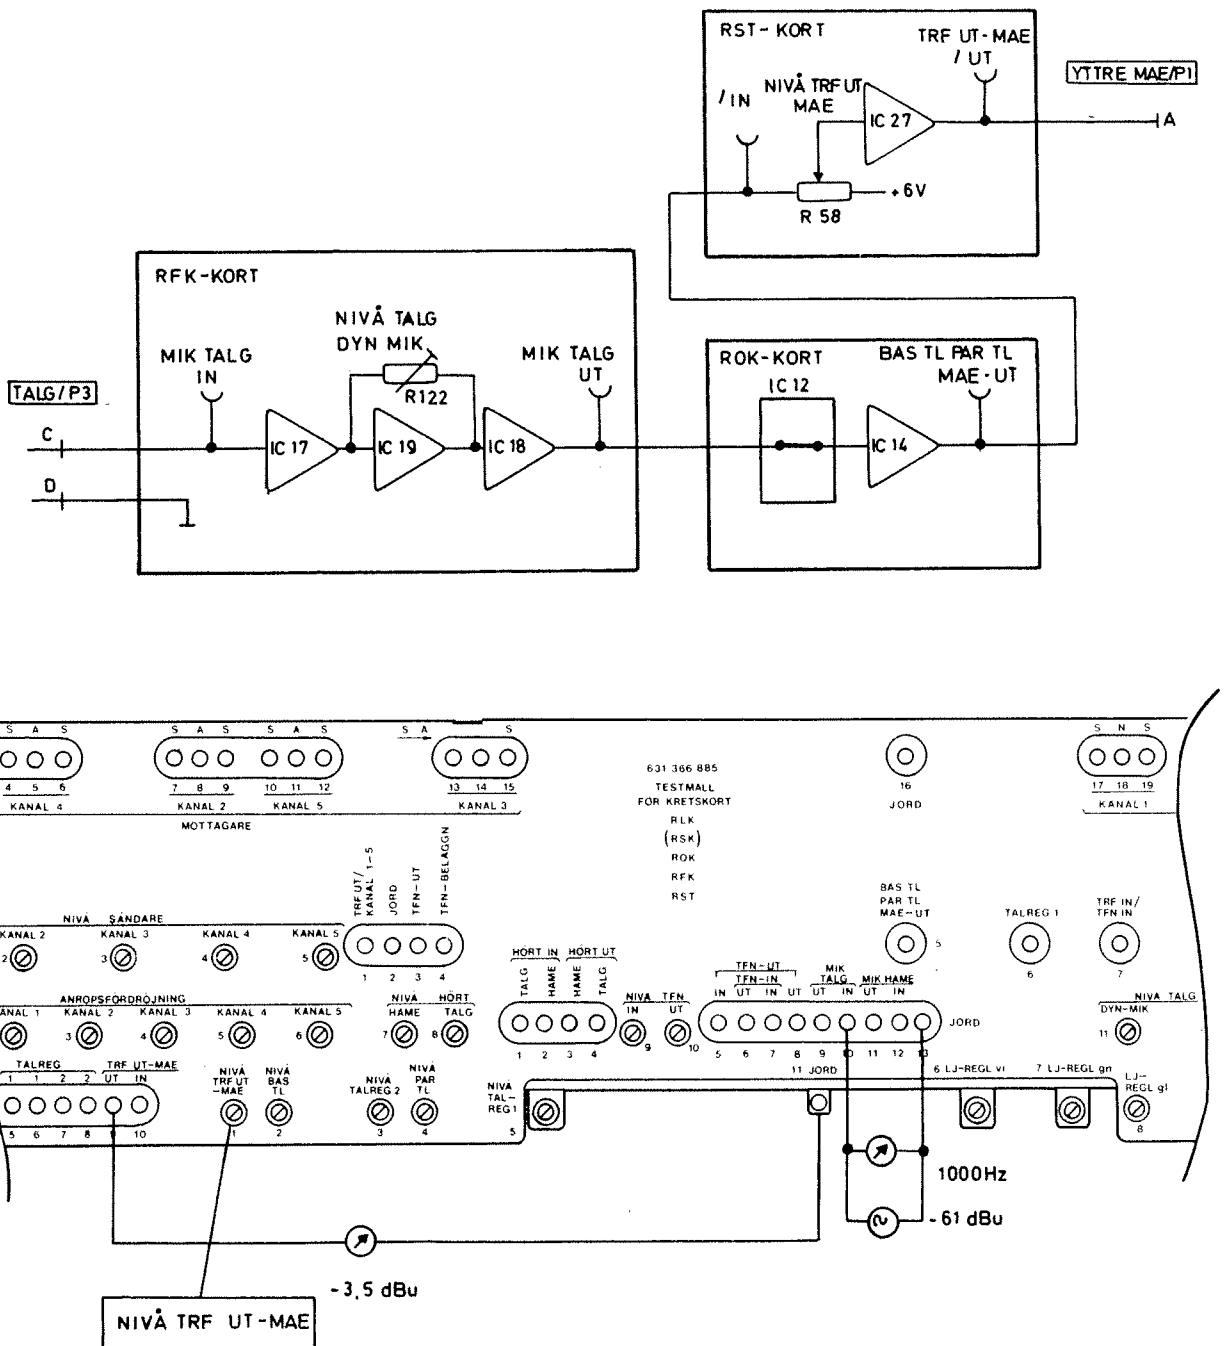 RST-KORT
TRF UT-MAE
/ UT
YTTRE MAE/P1
/ IN
NIVÅ TRF UT
MAE
IC 27
A
+6V
R 58
RFK-KORT
NIVÅ TALG
DYN MIK
MIK TALG
IN
MIK TALG
UT
R122
TALG/P3
C
IC 17
IC 19
IC 18
D
ROK-KORT
BAS TL PAR TL
MAE-UT
IC 12
IC 14
S A S
4 5 6
KANAL 4
S A S S A S
7 8 9 10 11 12
KANAL 2 KANAL 5
S A S
13 14 15
KANAL 3
MOTTAGARE
631 366 885
TESTMALL
FÖR KRETSKORT
RLK
(RSK)
ROK
RFK
RST
16
JORD
S N S
17 18 19
KANAL 1
TRF UT/
KANAL 1-5
JORD
TFN-UT
TFN-BELÄGGN
1 2 3 4
NIVÅ SÄNDARE
KANAL 2 KANAL 3 KANAL 4 KANAL 5
2 3 4 5
BAS TL
PAR TL
MAE-UT
5
TALREG 1
6
TRF IN/
TFN IN
7
ANROPSFÖRDRÖJNING
ANAL 1 KANAL 2 KANAL 3 KANAL 4 KANAL 5
3 4 5 6
NIVÅ HÖRT
HAME TALG
7 8
HÖRT IN HÖRT UT
TALG HAME HAME TALG
1 2 3 4
NIVÅ TFN
IN UT
9 10
TFN-UT
TFN-IN
MIK
TALG
MIK HAME
IN UT IN UT UT IN UT IN
JORD
5 6 7 8 9 10 11 12 13
NIVÅ TALG
DYN-MIK
11
TALREG TRF UT-MAE
1 1 2 2 UT IN
5 6 7 8 9 10
NIVÅ
TRF UT
-MAE
1
NIVÅ
BAS
TL
2
NIVÅ
TALREG 2
3
NIVÅ
PAR
TL
4
NIVÅ
TAL-
REG 1
5
11 JORD
6 LJ-REGL vi
7 LJ-REGL gn
LJ-
REGL gl
8
1000Hz
-61 dBu
-3,5 dBu
NIVÅ TRF UT-MAE